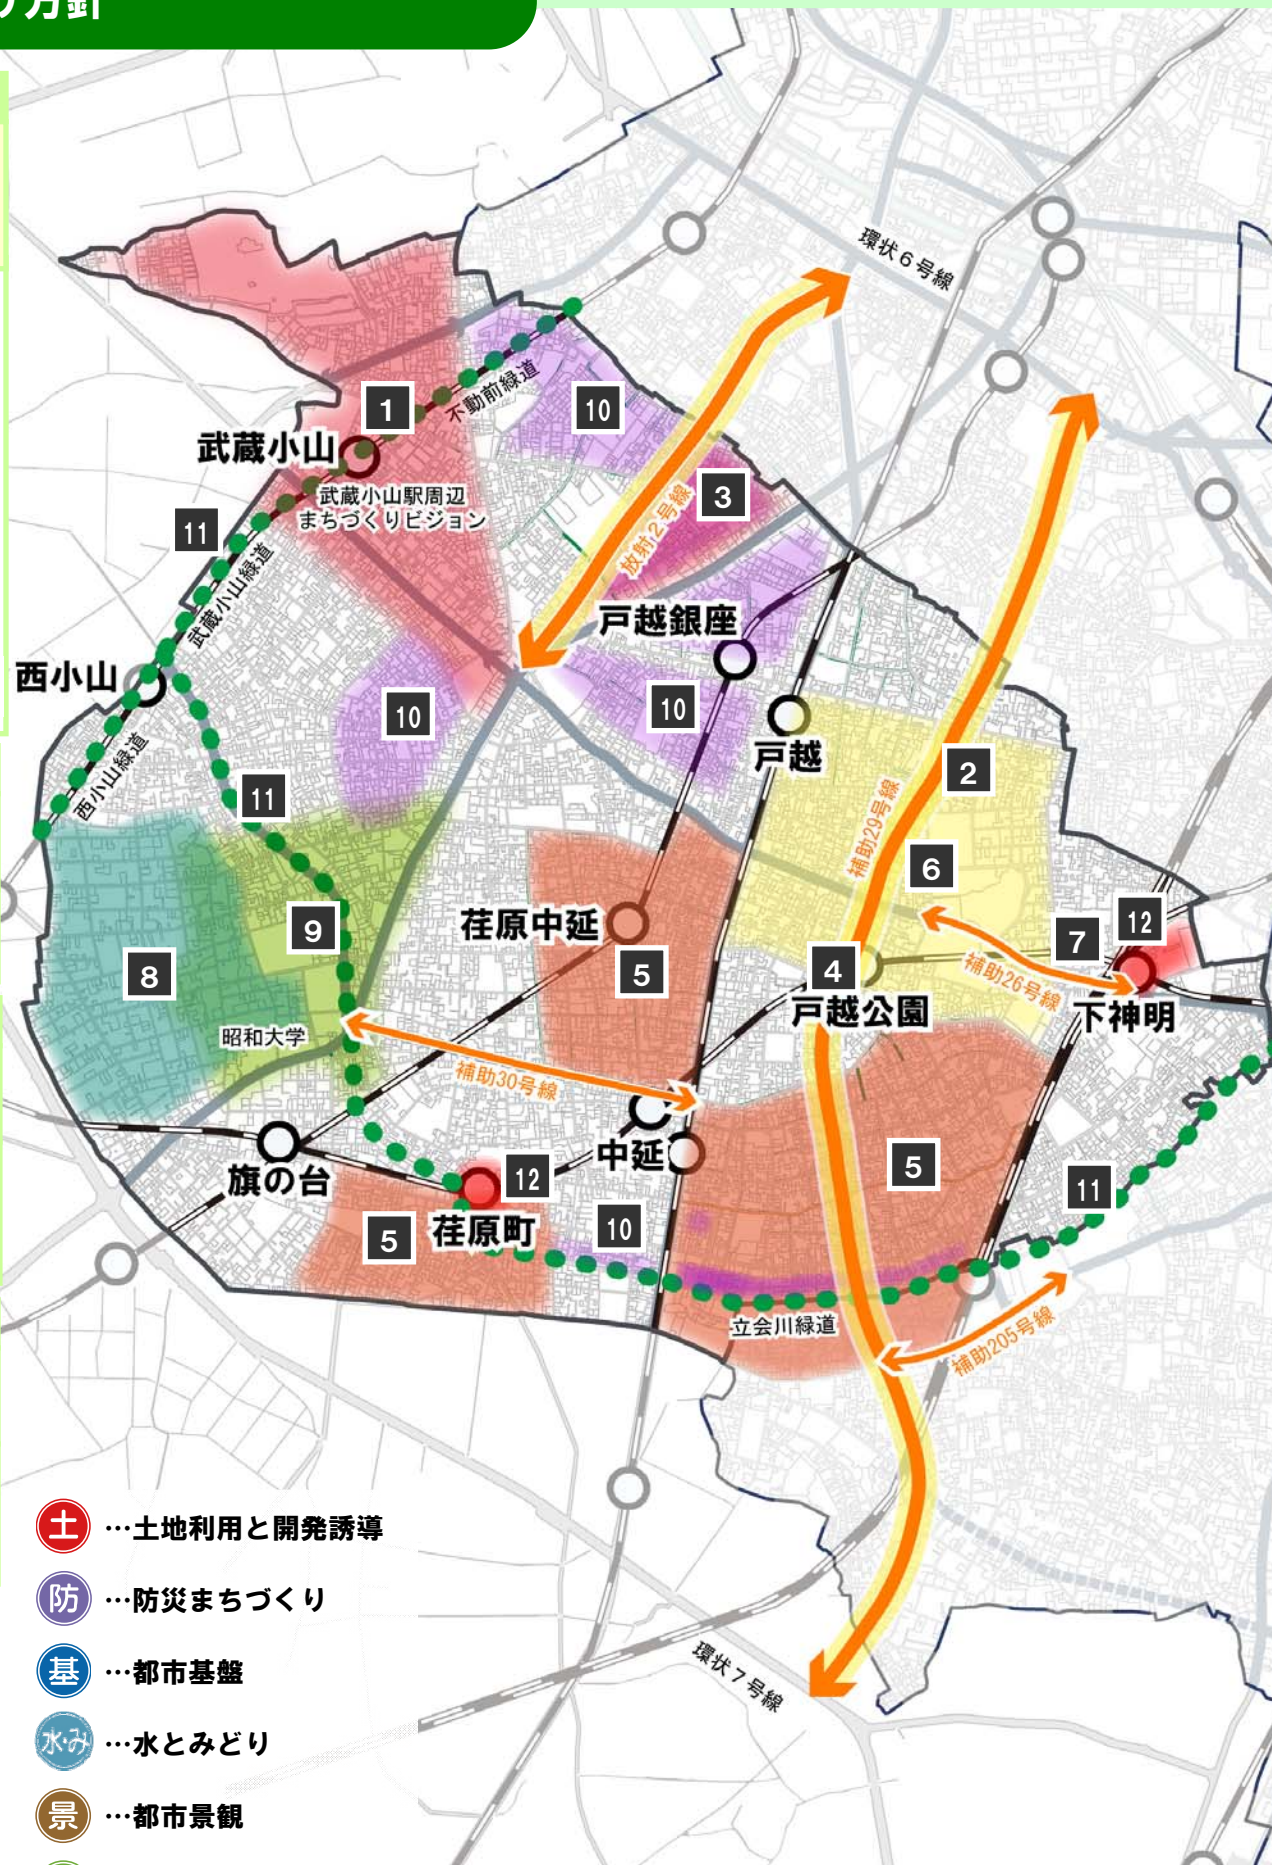 り方針
環状６号線
1
10
不動前緑道
武蔵小山
武蔵小山駅周辺
まちづくりビジョン
3
放射２号線
11
武蔵小山緑道
戸越銀座
西小山
10
10
戸越
西小山緑道
2
11
補助29号線
6
荏原中延
9
12
7
8
5
4
補助26号線
戸越公園
下神明
昭和大学
補助30号線
中延
旗の台
12
5
11
荏原町
5
10
立会川緑道
補助205号線
環状７号線
土 …土地利用と開発誘導
防 …防災まちづくり
基 …都市基盤
水・み …水とみどり
景 …都市景観